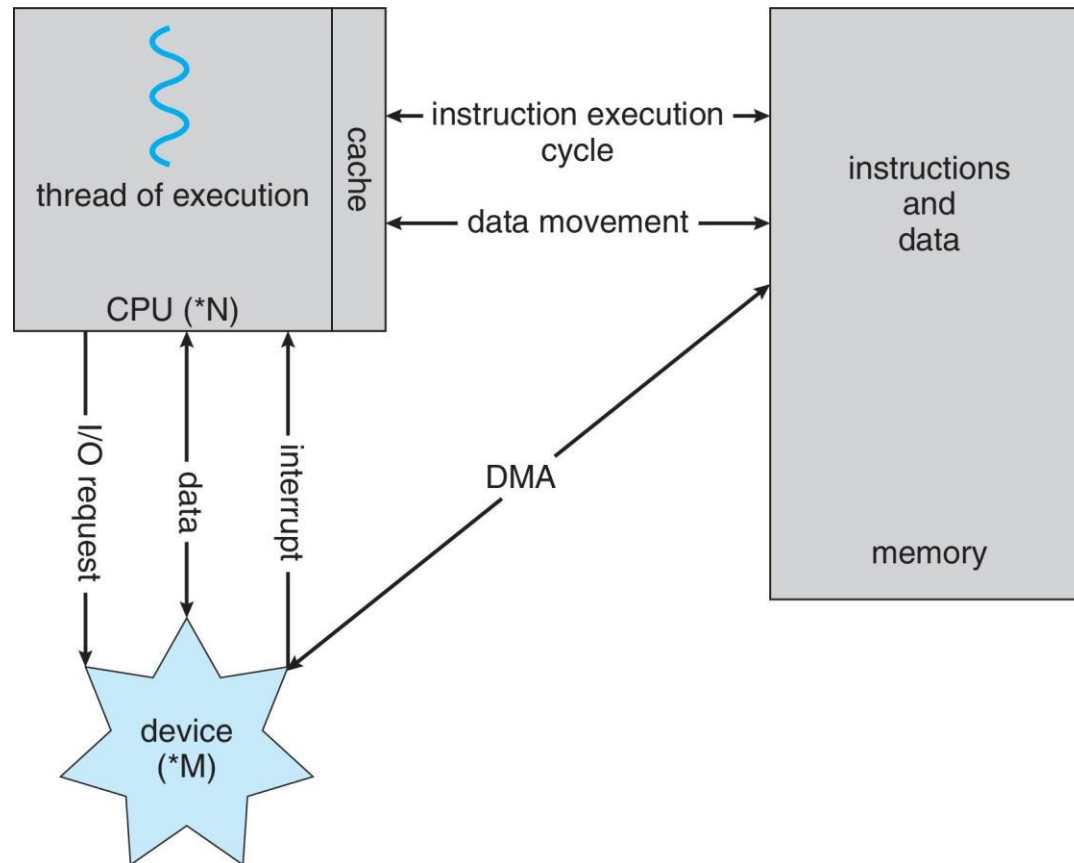 thread of execution
cache
CPU (*N)
instruction execution
cycle
data movement
instructions
and
data
memory
I/O request
data
interrupt
DMA
device
(*M)